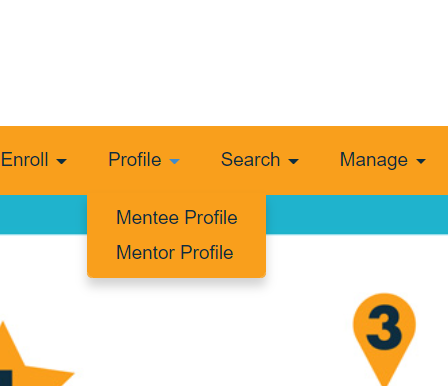 Enroll Profile Search Manage
Mentee Profile
Mentor Profile
3